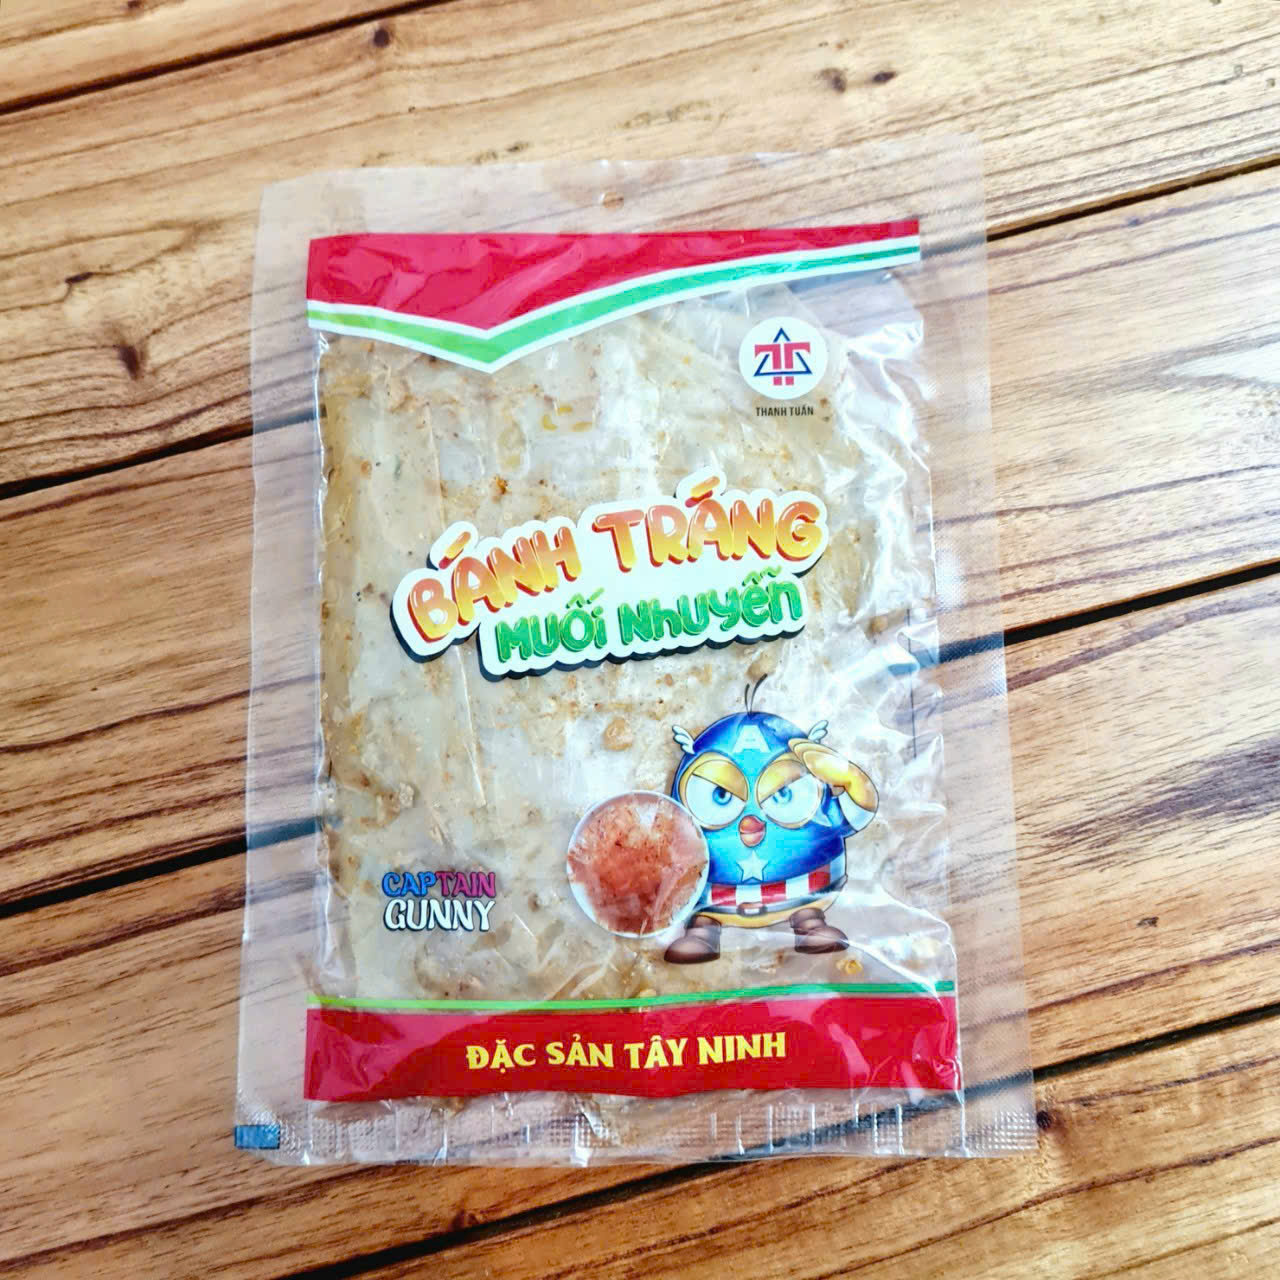 THANH TUẤN
BÁNH TRÁNG
MUỐI NHUYỄN
A
CAPTAIN
GUNNY
ĐẶC SẢN TÂY NINH